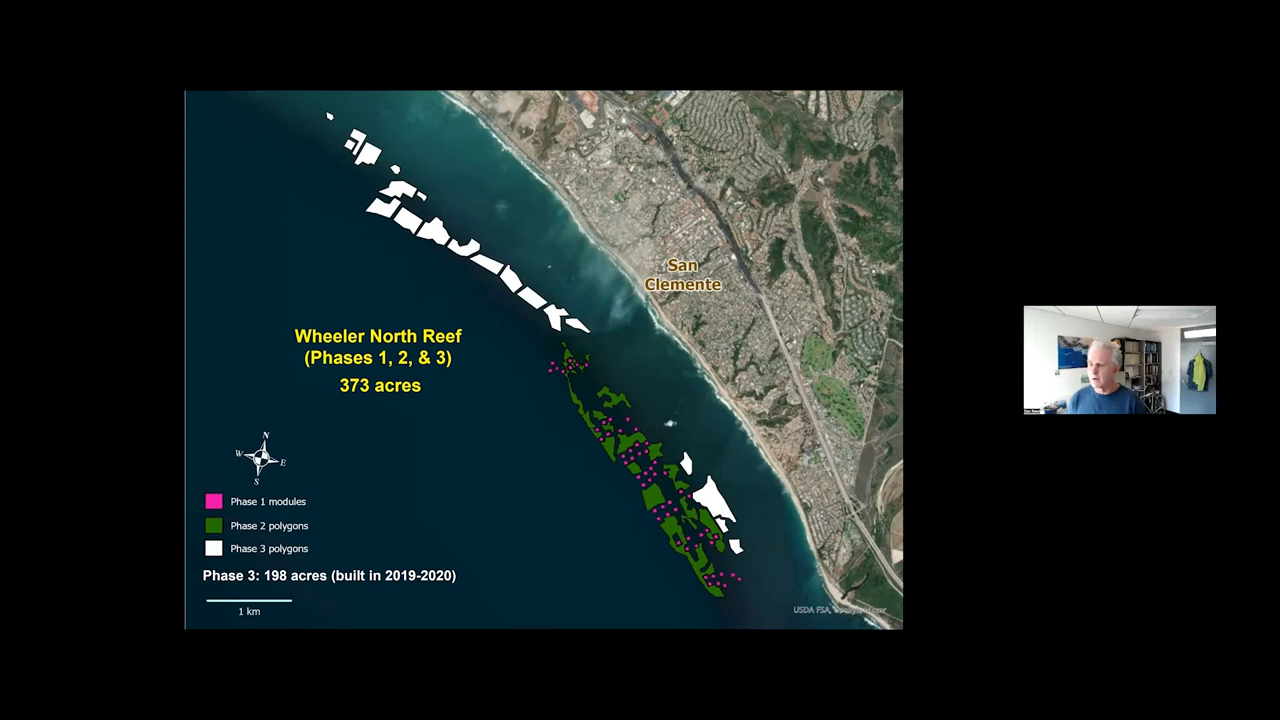 San
Clemente
Wheeler North Reef
(Phases 1, 2, & 3)
373 acres
N
W
E
S
Phase 1 modules
Phase 2 polygons
Phase 3 polygons
Phase 3: 198 acres (built in 2019-2020)
1 km
USDA FSA,